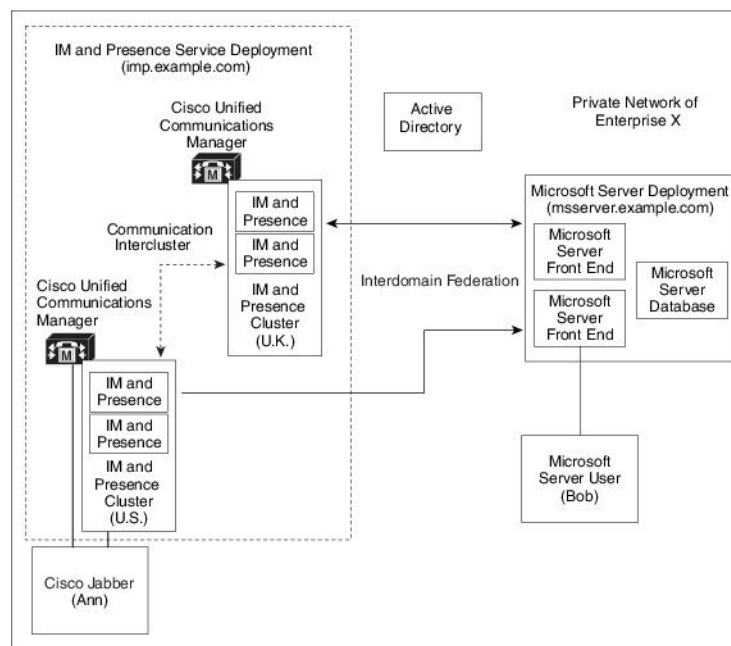 IM and Presence Service Deployment
(imp.example.com)
Cisco Unified
Communications
Manager
M
IM and
Presence
IM and
Presence
IM and
Presence
Cluster
(U.K.)
Communication
Intercluster
Cisco Unified
Communications
Manager
M
IM and
Presence
IM and
Presence
IM and
Presence
Cluster
(U.S.)
Cisco Jabber
(Ann)
Active
Directory
Private Network of
Enterprise X
Interdomain Federation
Microsoft Server Deployment
(msserver.example.com)
Microsoft
Server
Front End
Microsoft
Server
Front End
Microsoft
Server
Database
Microsoft
Server User
(Bob)